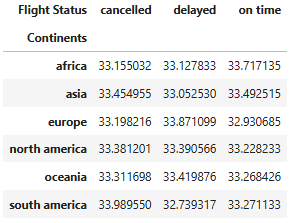 Flight Status cancelled delayed on time
Continents
africa 33.155032 33.127833 33.717135
asia 33.454955 33.052530 33.492515
europe 33.198216 33.871099 32.930685
north america 33.381201 33.390566 33.228233
oceania 33.311698 33.419876 33.268426
south america 33.989550 32.739317 33.271133